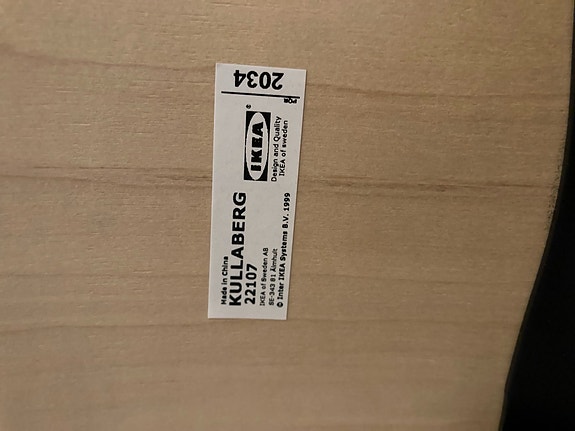 Made in China
KULLABERG
22107
IKEA of Sweden AB
SE-343 81 Älmhult
© Inter IKEA Systems B.V. 1999
IKEA®
Design and Quality
IKEA of Sweden
2034